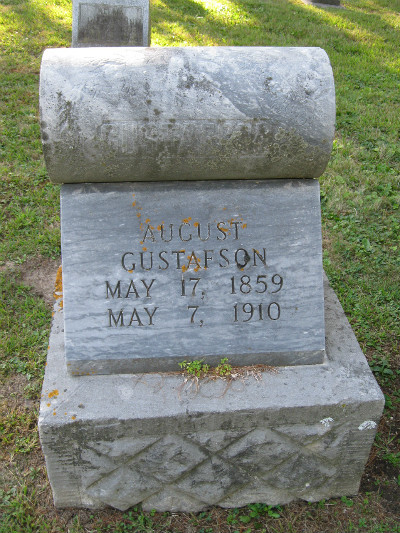 AUGUST
GUSTAFSON
MAY 17, 1859
MAY 7, 1910